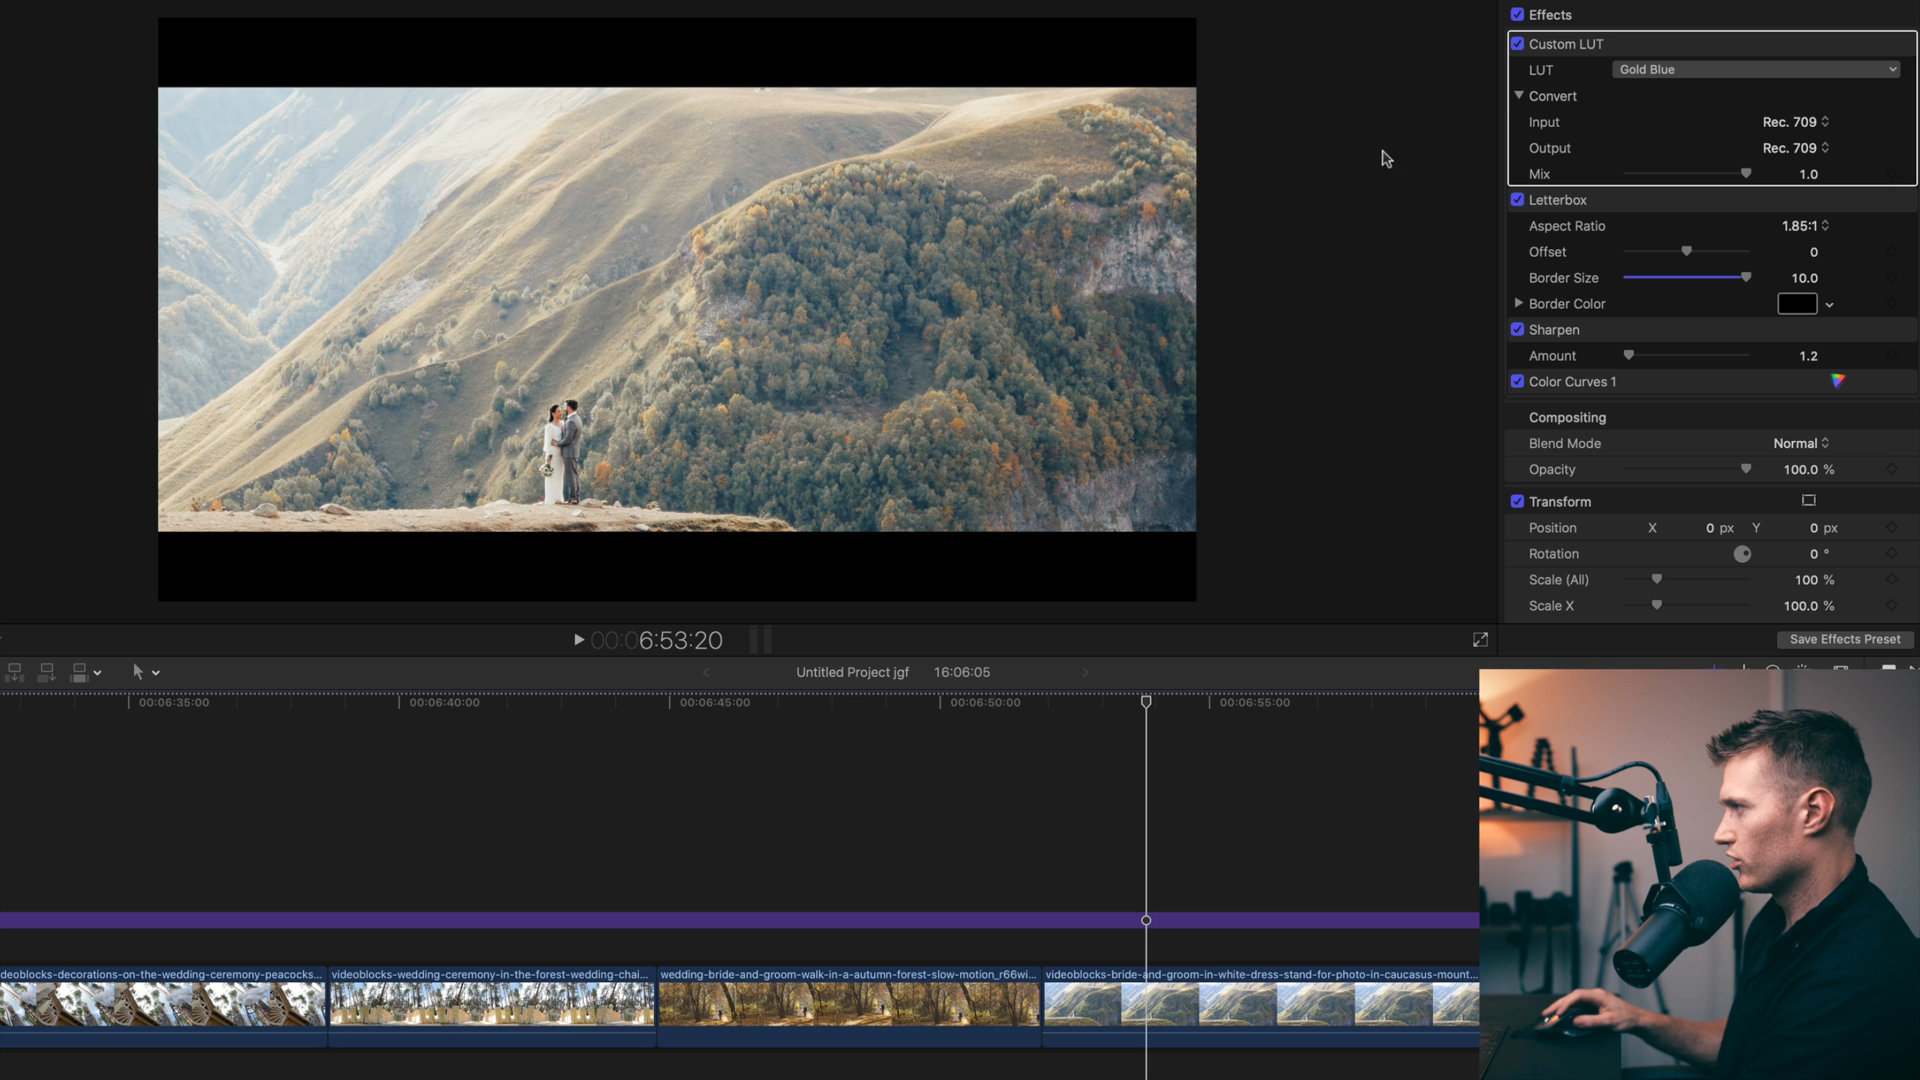 Effects
Custom LUT
LUT Gold Blue
Convert
Input Rec. 709
Output Rec. 709
Mix 1.0
Letterbox
Aspect Ratio 1.85:1
Offset 0
Border Size 10.0
Border Color
Sharpen
Amount 1.2
Color Curves 1
Compositing
Blend Mode Normal
Opacity 100.0 %
Transform
Position X 0 px Y 0 px
Rotation 0 °
Scale (All) 100 %
Scale X 100.0 %
00:06:53:20
Save Effects Preset
Untitled Project jgf 16:06:05
00:06:35:00 00:06:40:00 00:06:45:00 00:06:50:00 00:06:55:00
deoblocks-decorations-on-the-wedding-ceremony-peacocks... videoblocks-wedding-ceremony-in-the-forest-wedding-chai... wedding-bride-and-groom-walk-in-a-autumn-forest-slow-motion_r66wi... videoblocks-bride-and-groom-in-white-dress-stand-for-photo-in-caucasus-mount...